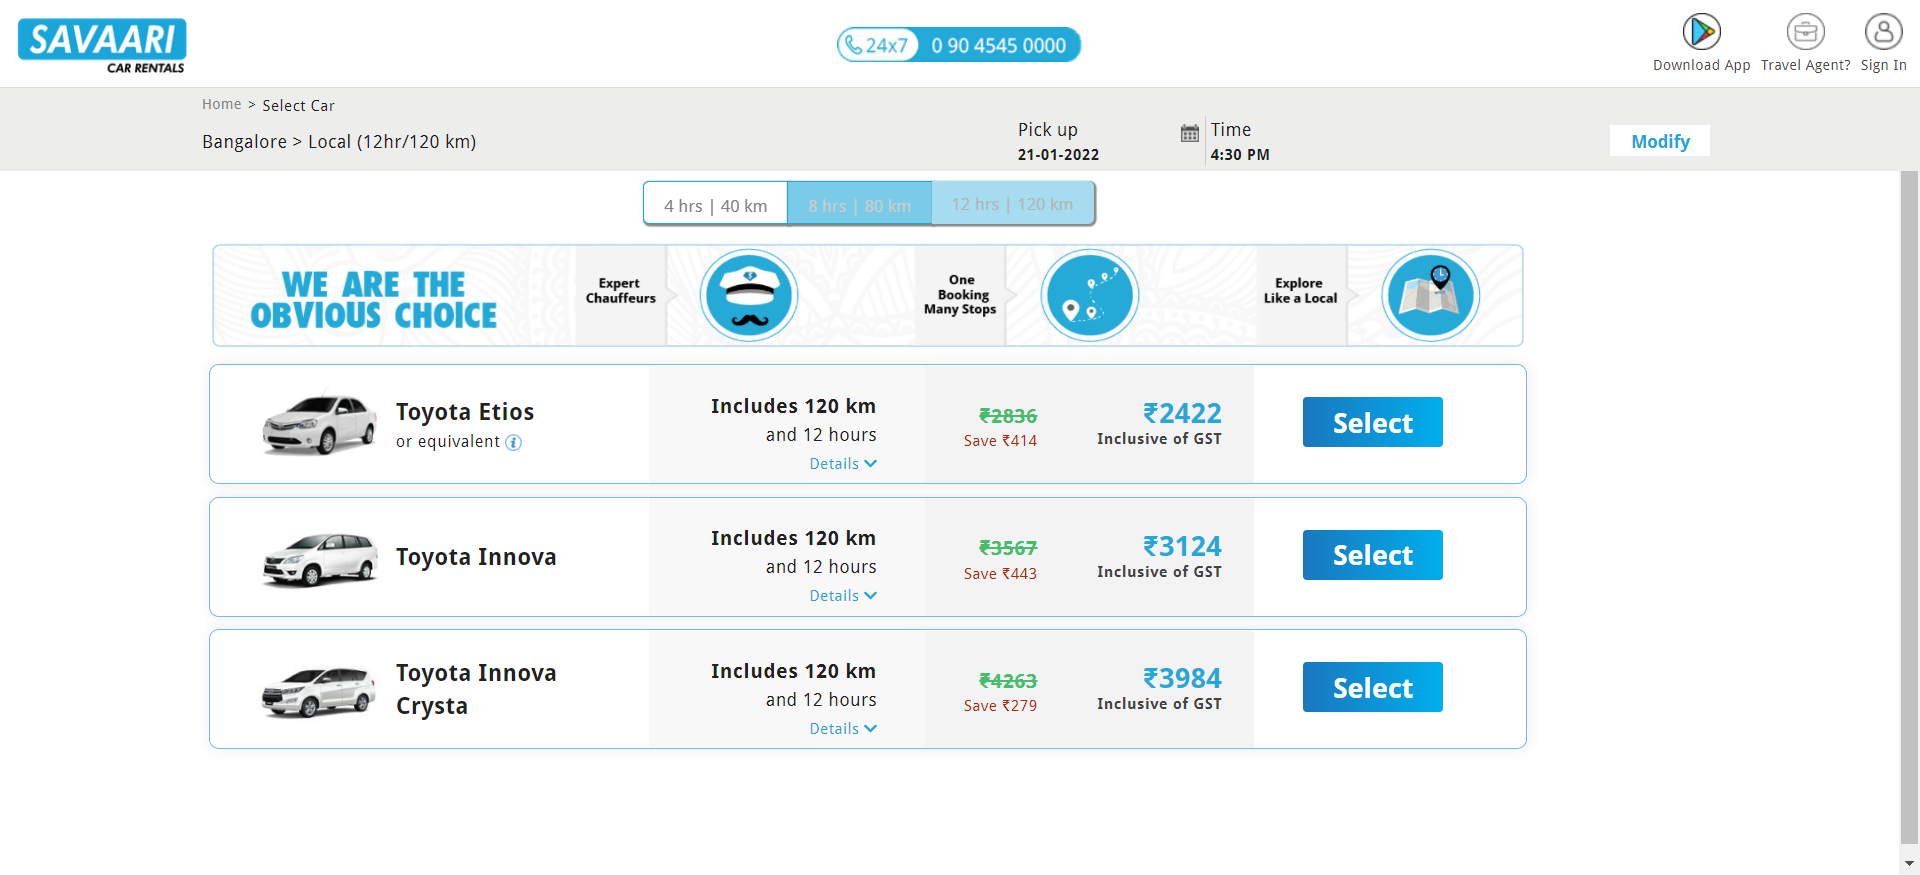 SAVAARI
CAR RENTALS
24x7 0 90 4545 0000
Download App Travel Agent? Sign In
Home > Select Car
Bangalore > Local (12hr/120 km)
Pick up
21-01-2022
Time
4:30 PM
Modify
4 hrs | 40 km 8 hrs | 80 km 12 hrs | 120 km
WE ARE THE
OBVIOUS CHOICE
Expert
Chauffeurs
One
Booking
Many Stops
Explore
Like a Local
Toyota Etios
or equivalent
Includes 120 km
and 12 hours
Details
₹2836
Save ₹414
₹2422
Inclusive of GST
Select
Toyota Innova
Includes 120 km
and 12 hours
Details
₹3567
Save ₹443
₹3124
Inclusive of GST
Select
Toyota Innova
Crysta
Includes 120 km
and 12 hours
Details
₹4263
Save ₹279
₹3984
Inclusive of GST
Select